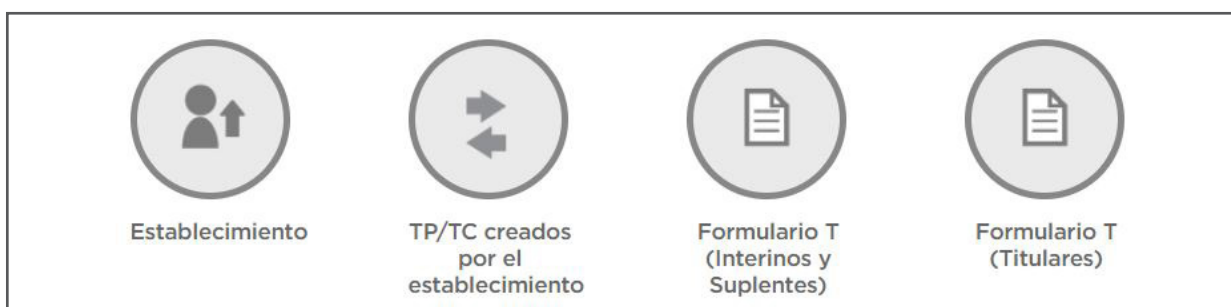 Establecimiento
TP/TC creados
por el
establecimiento
Formulario T
(Interinos y
Suplentes)
Formulario T
(Titulares)